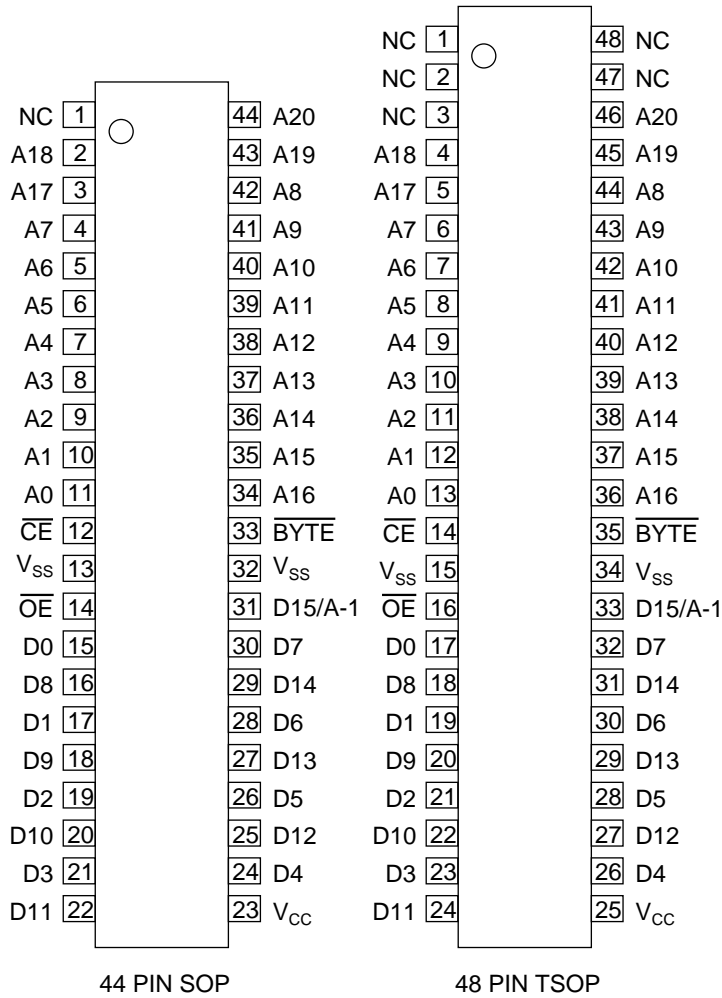 NC 1
A18 2
A17 3
A7 4
A6 5
A5 6
A4 7
A3 8
A2 9
A1 10
A0 11
C̅E̅ 12
VSS 13
O̅E̅ 14
D0 15
D8 16
D1 17
D9 18
D2 19
D10 20
D3 21
D11 22
44 A20
43 A19
42 A8
41 A9
40 A10
39 A11
38 A12
37 A13
36 A14
35 A15
34 A16
33 B̅Y̅T̅E̅
32 VSS
31 D15/A-1
30 D7
29 D14
28 D6
27 D13
26 D5
25 D12
24 D4
23 VCC
44 PIN SOP
NC 1
NC 2
NC 3
A18 4
A17 5
A7 6
A6 7
A5 8
A4 9
A3 10
A2 11
A1 12
A0 13
C̅E̅ 14
VSS 15
O̅E̅ 16
D0 17
D8 18
D1 19
D9 20
D2 21
D10 22
D3 23
D11 24
48 NC
47 NC
46 A20
45 A19
44 A8
43 A9
42 A10
41 A11
40 A12
39 A13
38 A14
37 A15
36 A16
35 B̅Y̅T̅E̅
34 VSS
33 D15/A-1
32 D7
31 D14
30 D6
29 D13
28 D5
27 D12
26 D4
25 VCC
48 PIN TSOP